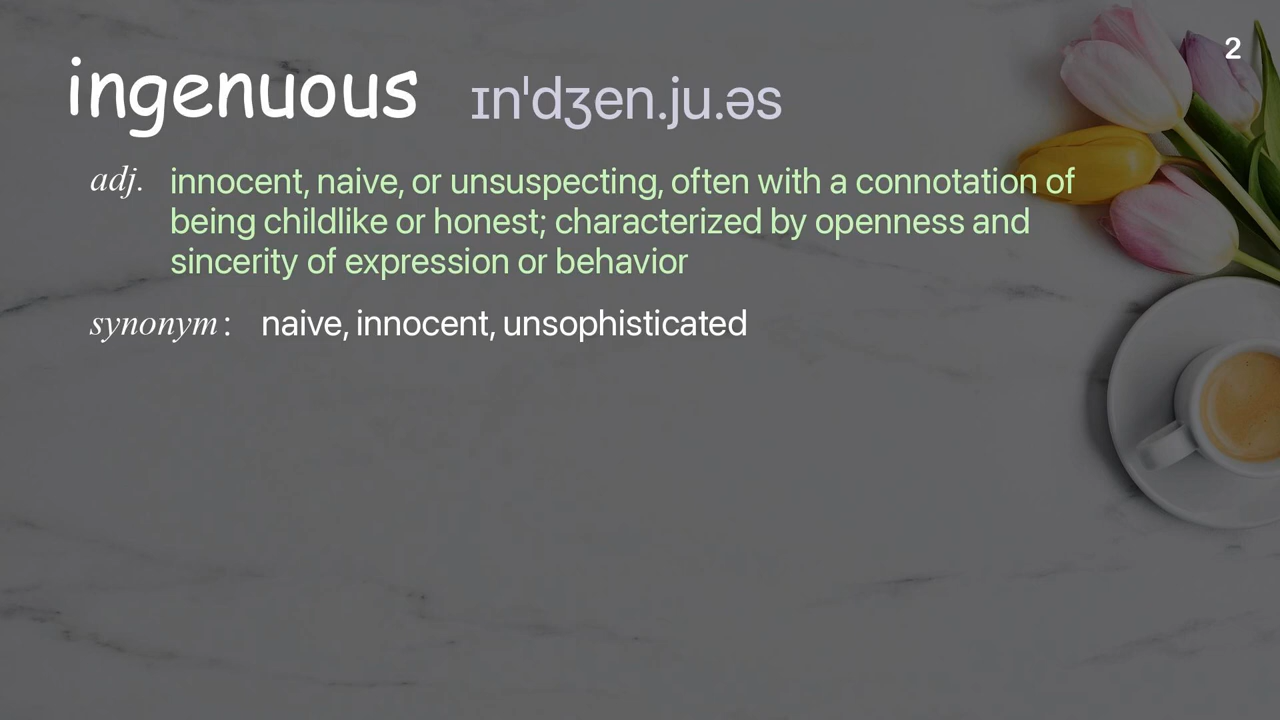 2
ingenuous ɪnˈdʒen.ju.əs
adj. innocent, naive, or unsuspecting, often with a connotation of
being childlike or honest; characterized by openness and
sincerity of expression or behavior
synonym: naive, innocent, unsophisticated